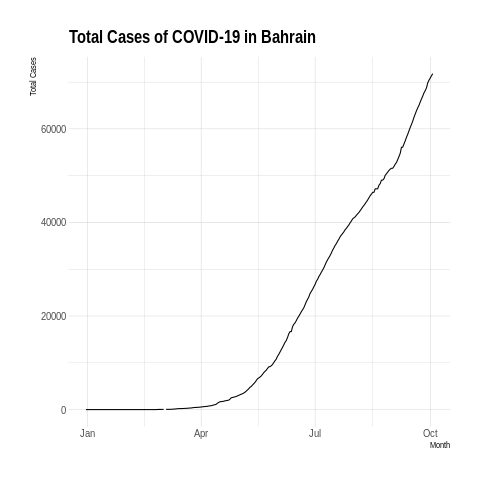 Total Cases of COVID-19 in Bahrain
Total Cases
60000
40000
20000
0
Jan Apr Jul Oct
Month